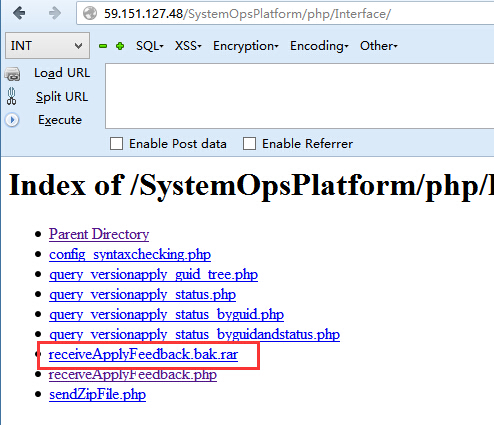 59.151.127.48/SystemOpsPlatform/php/Interface/
INT SQL- XSS- Encryption- Encoding- Other-
Load URL
Split URL
Execute
Enable Post data Enable Referrer
Index of /SystemOpsPlatform/php/I
Parent Directory
config_syntaxchecking.php
query_versionapply_guid_tree.php
query_versionapply_status.php
query_versionapply_status_byguid.php
query_versionapply_status_byguidandstatus.php
receiveApplyFeedback.bak.rar
receiveApplyFeedback.php
sendZipFile.php